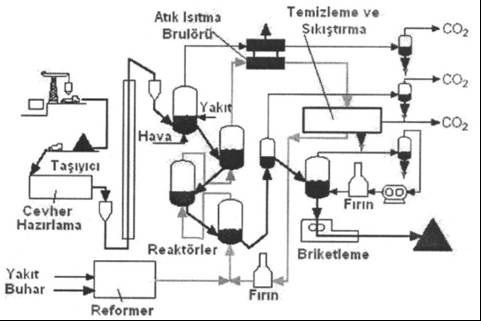 Atık Isıtma
Brulörü
Temizleme ve
Sıkıştırma
CO2
CO2
CO2
Yakıt
Hava
Taşıyıcı
Cevher
Hazırlama
Reaktörler
Fırın
Briketleme
Yakıt
Buhar
Reformer
Fırın